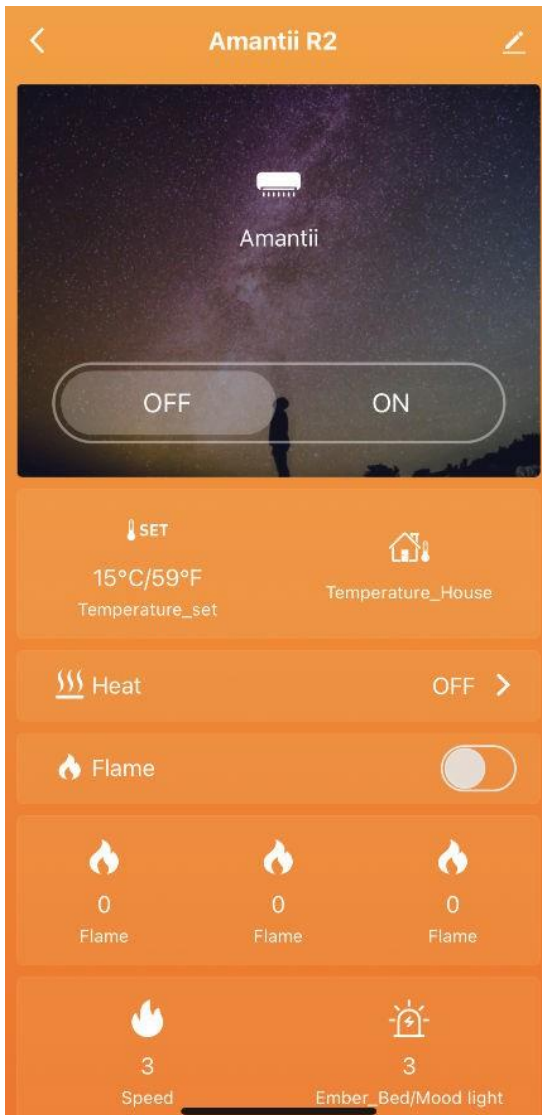 Amantii R2
Amantii
OFF ON
SET
15°C/59°F
Temperature_set
Temperature_House
Heat OFF
Flame
0 0 0
Flame Flame Flame
3 3
Speed Ember_Bed/Mood light